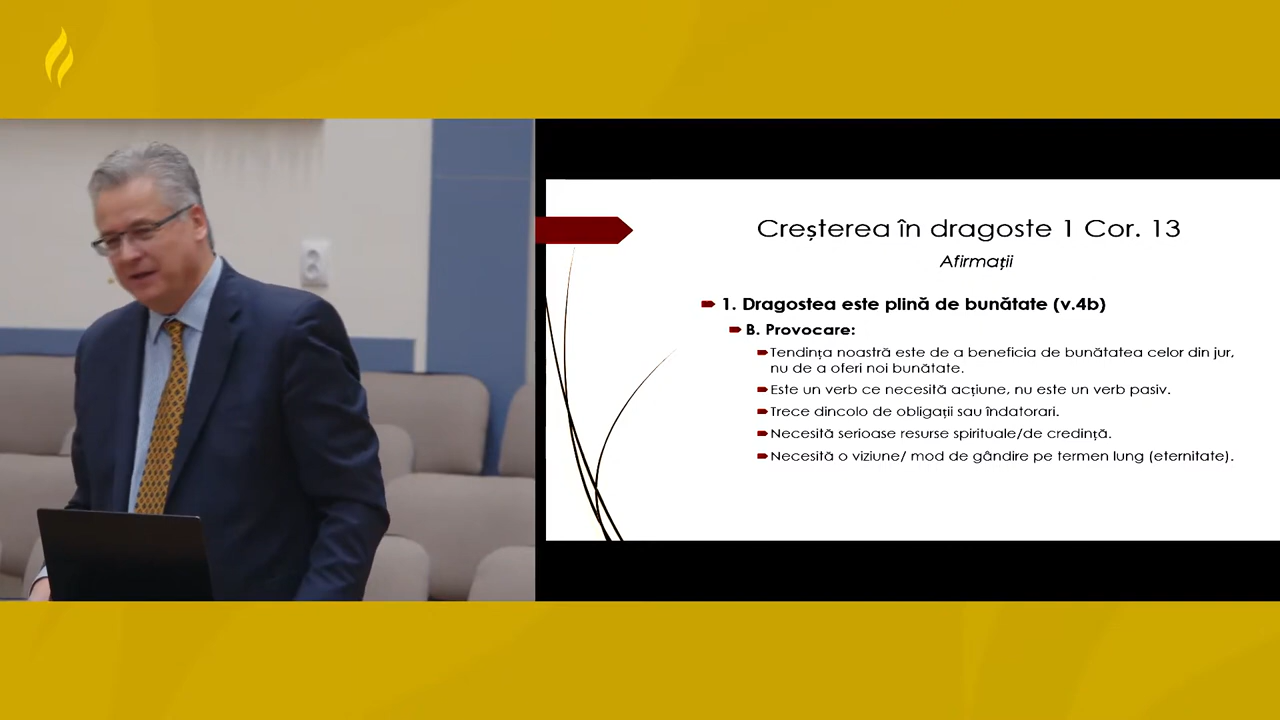 Creșterea în dragoste 1 Cor. 13
Afirmații
1. Dragostea este plină de bunătate (v.4b)
B. Provocare:
Tendința noastră este de a beneficia de bunătatea celor din jur,
nu de a oferi noi bunătate.
Este un verb ce necesită acțiune, nu este un verb pasiv.
Trece dincolo de obligații sau îndatorari.
Necesită serioase resurse spirituale/de credință.
Necesită o viziune/ mod de gândire pe termen lung (eternitate).